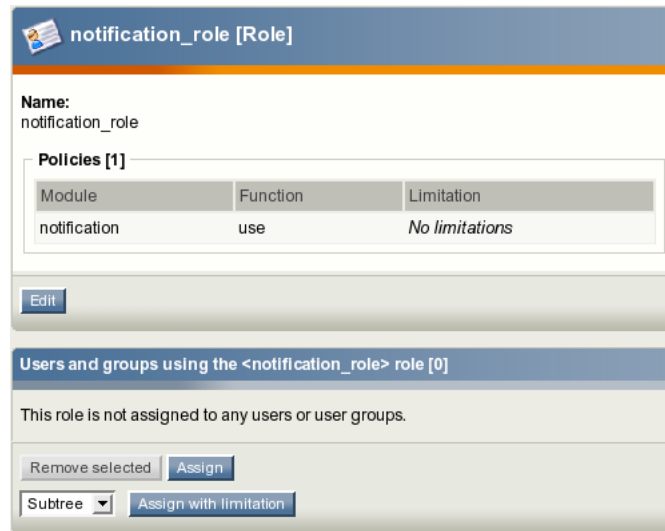 notification_role [Role]
Name:
notification_role
Policies [1]
Module Function Limitation
notification use No limitations
Edit
Users and groups using the <notification_role> role [0]
This role is not assigned to any users or user groups.
Remove selected Assign
Subtree Assign with limitation